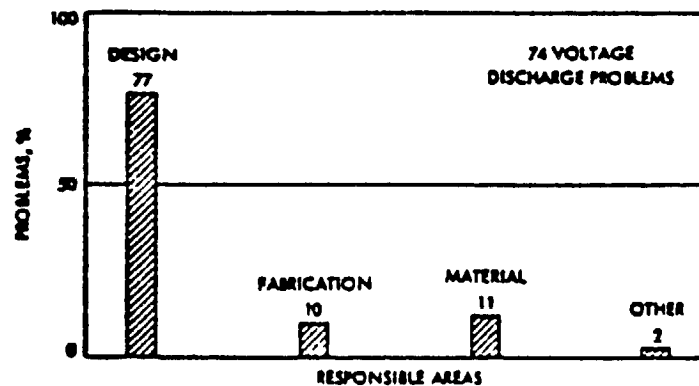 100
DESIGN
77
74 VOLTAGE
DISCHARGE PROBLEMS
PROBLEMS, %
50
FABRICATION
10
MATERIAL
11
OTHER
2
0
RESPONSIBLE AREAS